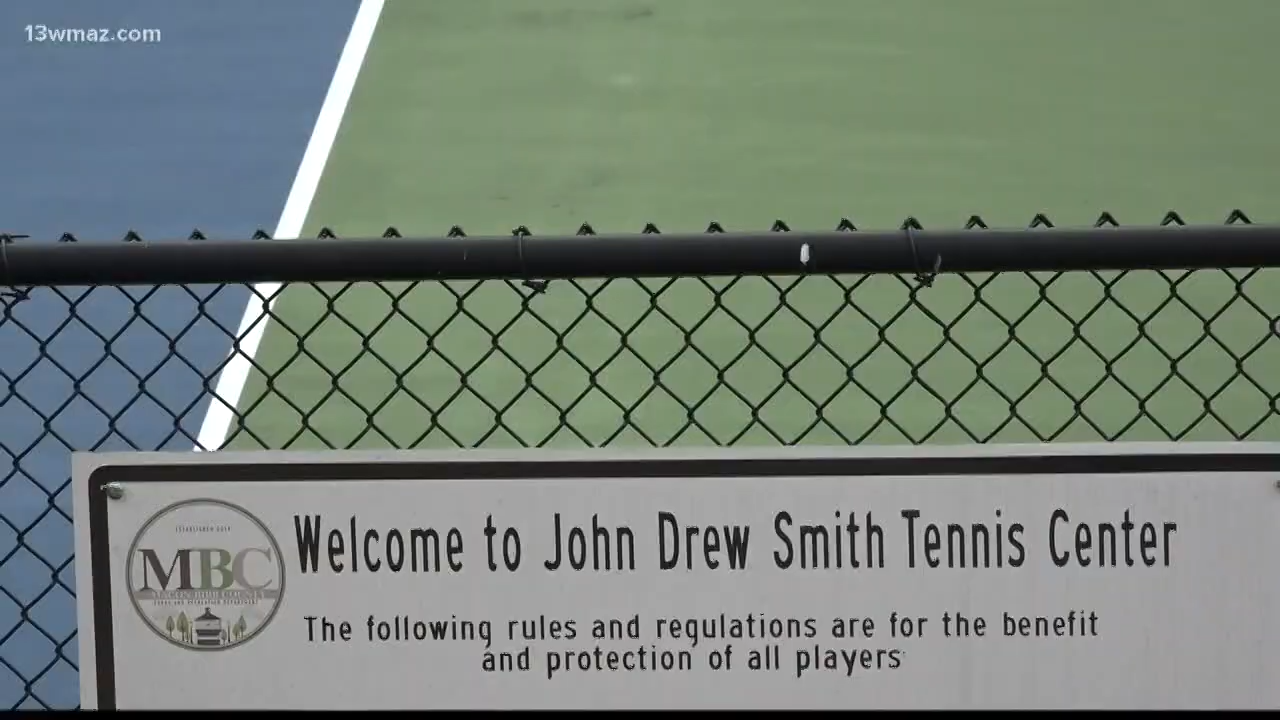 13wmaz.com
MBC
Welcome to John Drew Smith Tennis Center
The following rules and regulations are for the benefit
and protection of all players